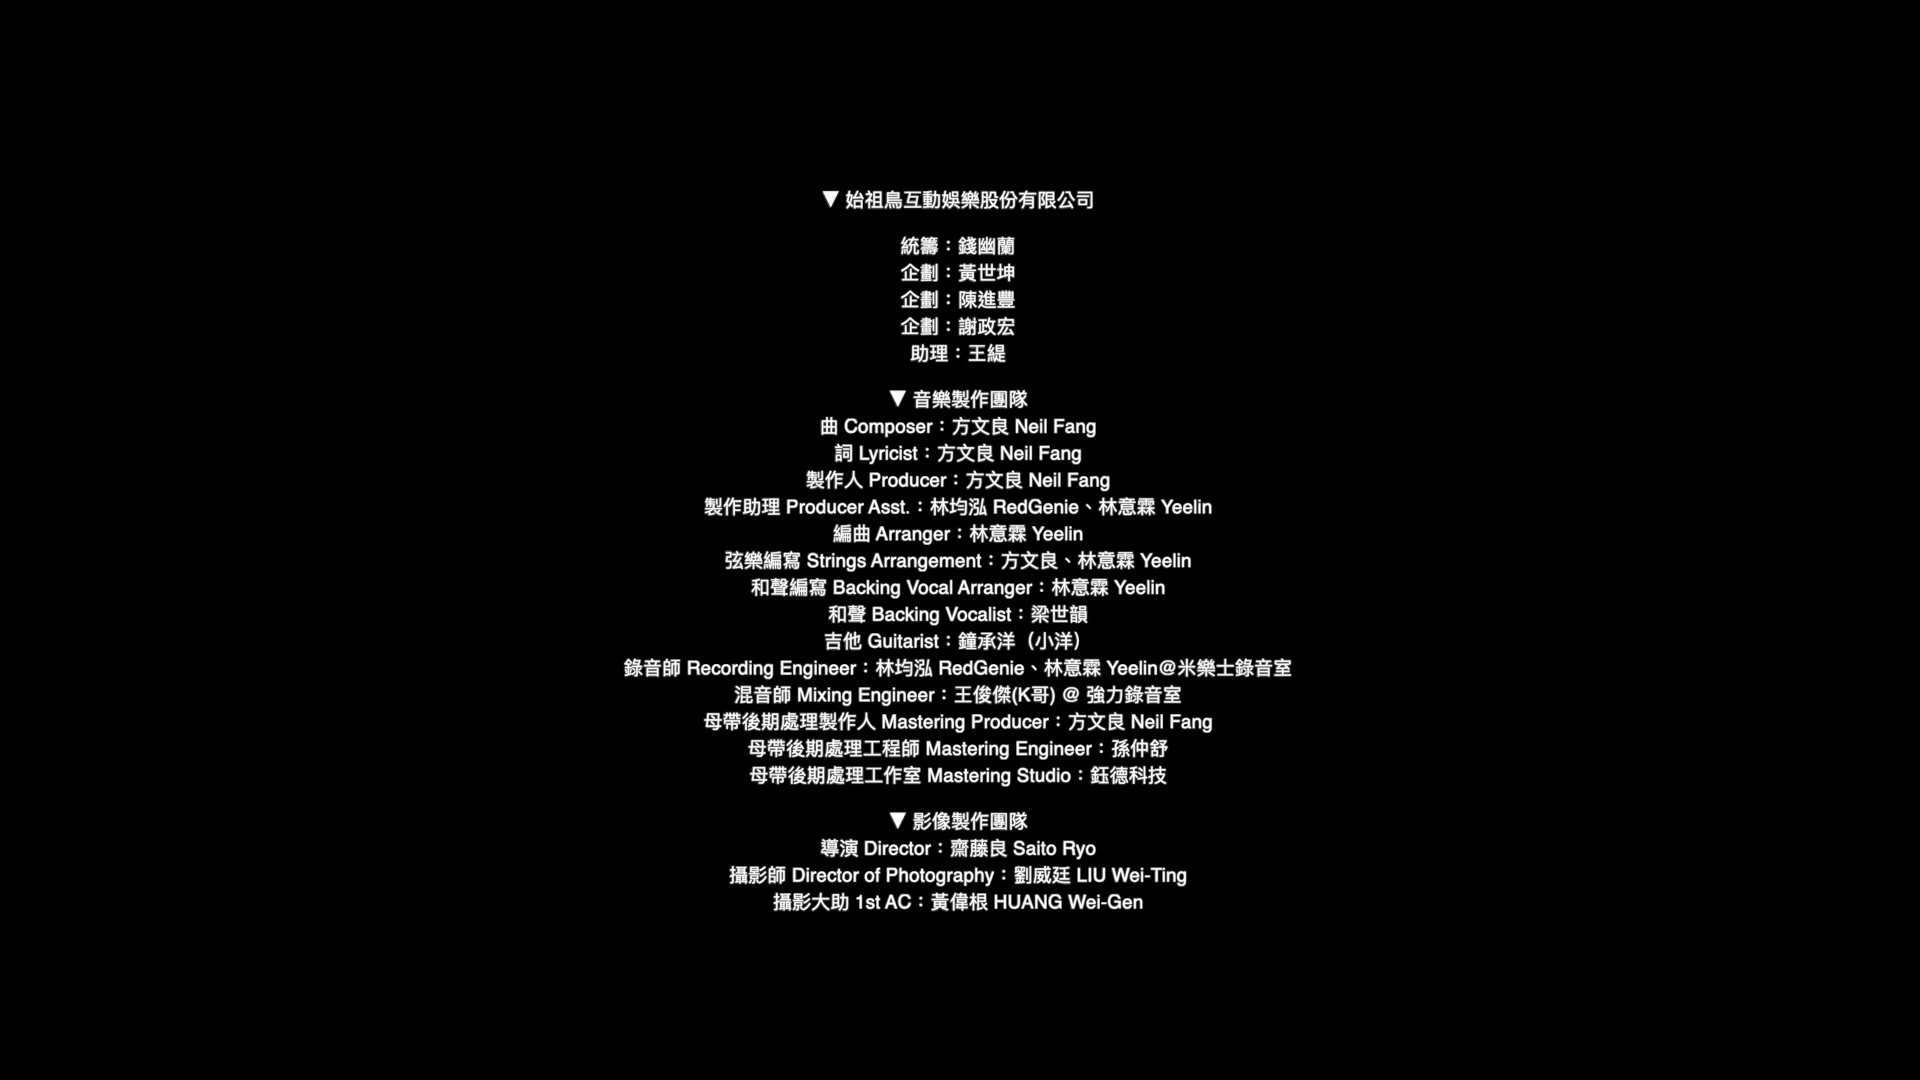 ▼ 始祖鳥互動娛樂股份有限公司
統籌：錢幽蘭
企劃：黃世坤
企劃：陳進豐
企劃：謝政宏
助理：王緹
▼ 音樂製作團隊
曲 Composer：方文良 Neil Fang
詞 Lyricist：方文良 Neil Fang
製作人 Producer：方文良 Neil Fang
製作助理 Producer Asst.：林均泓 RedGenie、林意霖 Yeelin
編曲 Arranger：林意霖 Yeelin
弦樂編寫 Strings Arrangement：方文良、林意霖 Yeelin
和聲編寫 Backing Vocal Arranger：林意霖 Yeelin
和聲 Backing Vocalist：梁世韻
吉他 Guitarist：鐘承洋（小洋）
錄音師 Recording Engineer：林均泓 RedGenie、林意霖 Yeelin@米樂士錄音室
混音師 Mixing Engineer：王俊傑(K哥) @ 強力錄音室
母帶後期處理製作人 Mastering Producer：方文良 Neil Fang
母帶後期處理工程師 Mastering Engineer：孫仲舒
母帶後期處理工作室 Mastering Studio：鈺德科技
▼ 影像製作團隊
導演 Director：齋藤良 Saito Ryo
攝影師 Director of Photography：劉威廷 LIU Wei-Ting
攝影大助 1st AC：黃偉根 HUANG Wei-Gen